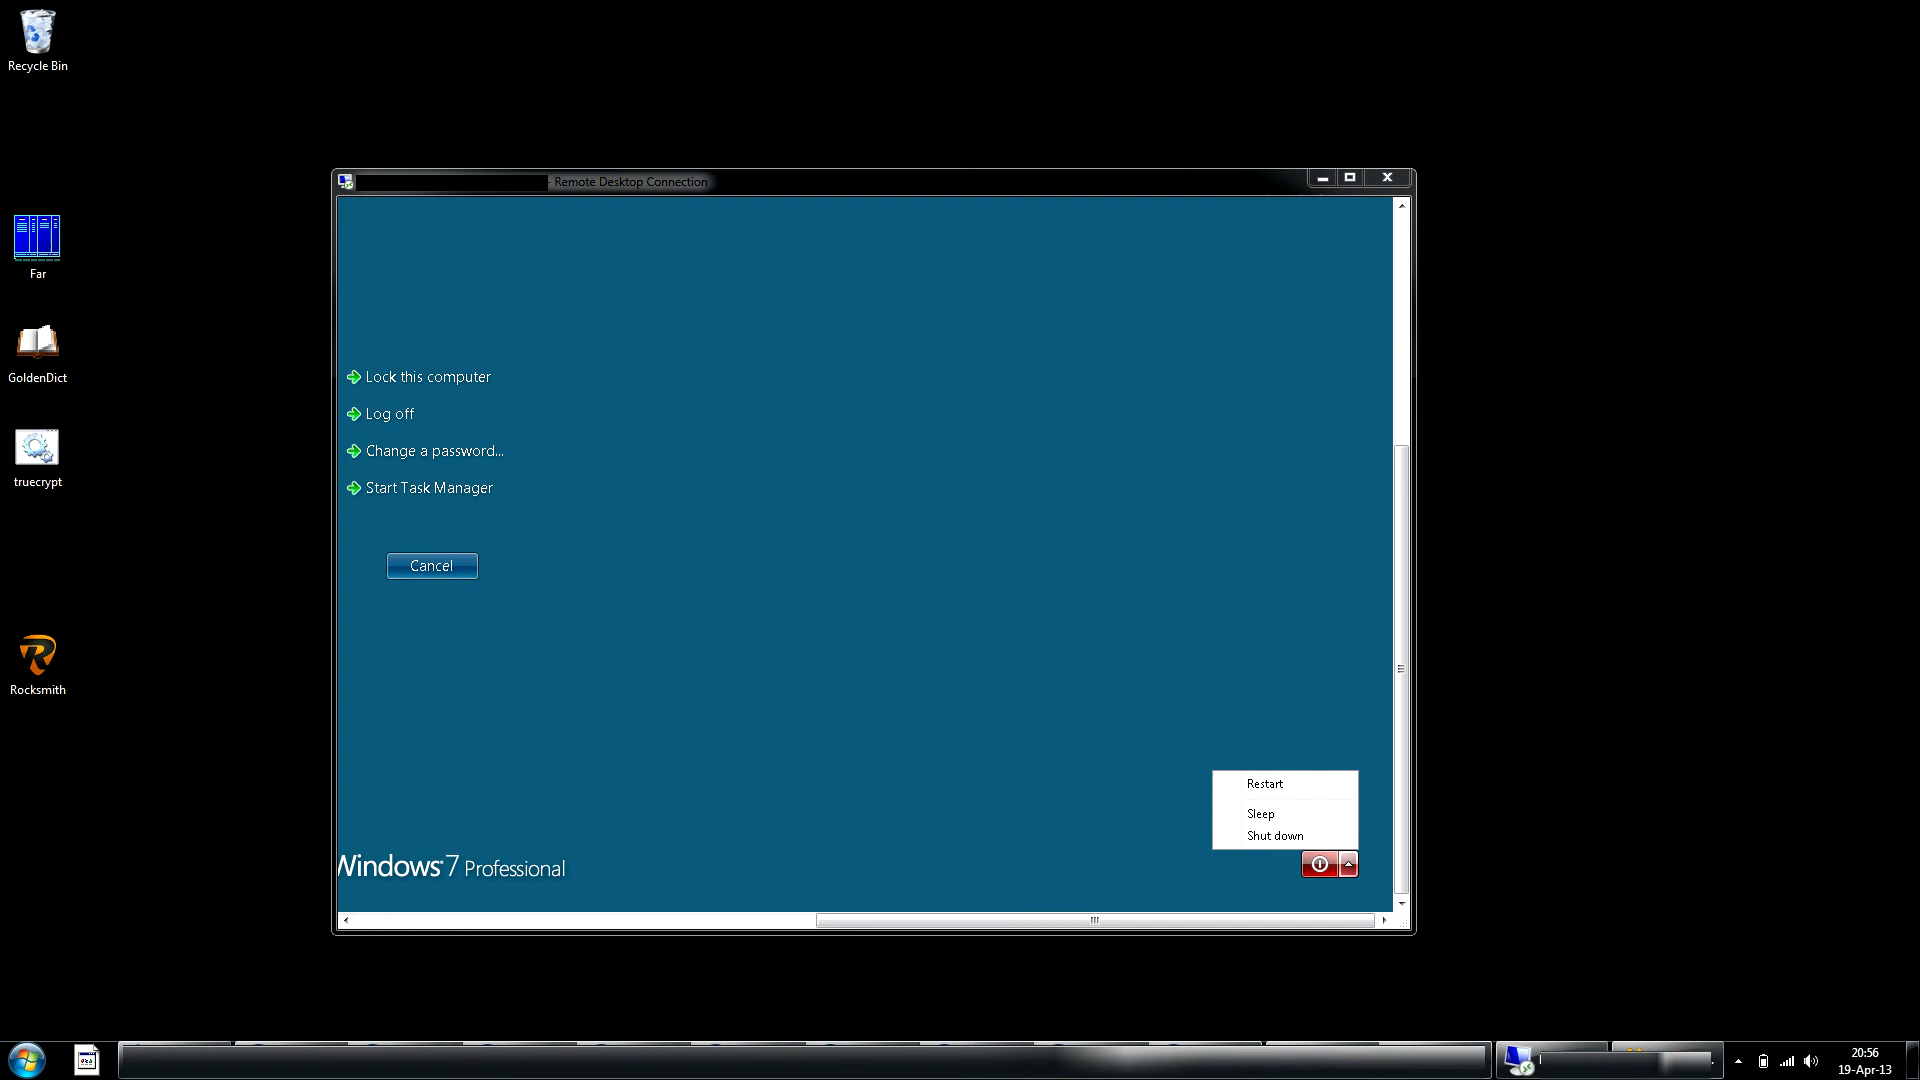 Recycle Bin
Far
GoldenDict
truecrypt
Rocksmith
- Remote Desktop Connection
Lock this computer
Log off
Change a password...
Start Task Manager
Cancel
Restart
Sleep
Shut down
Windows 7 Professional
20:56
19-Apr-13